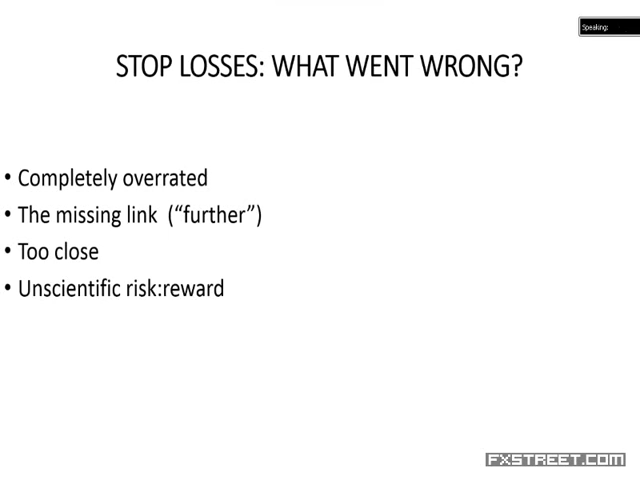 Speaking:
STOP LOSSES: WHAT WENT WRONG?
• Completely overrated
• The missing link  (“further”)
• Too close
• Unscientific risk:reward
FXSTREET.COM